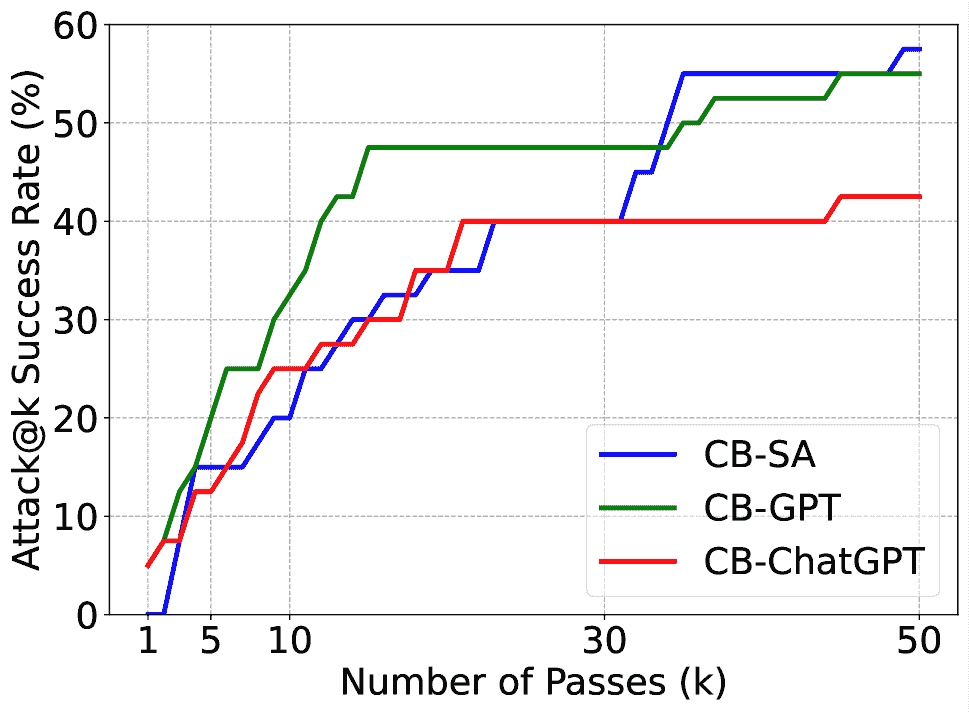 60
50
40
30
20
10
0
Attack@k Success Rate (%)
CB-SA
CB-GPT
CB-ChatGPT
1 5 10 30 50
Number of Passes (k)